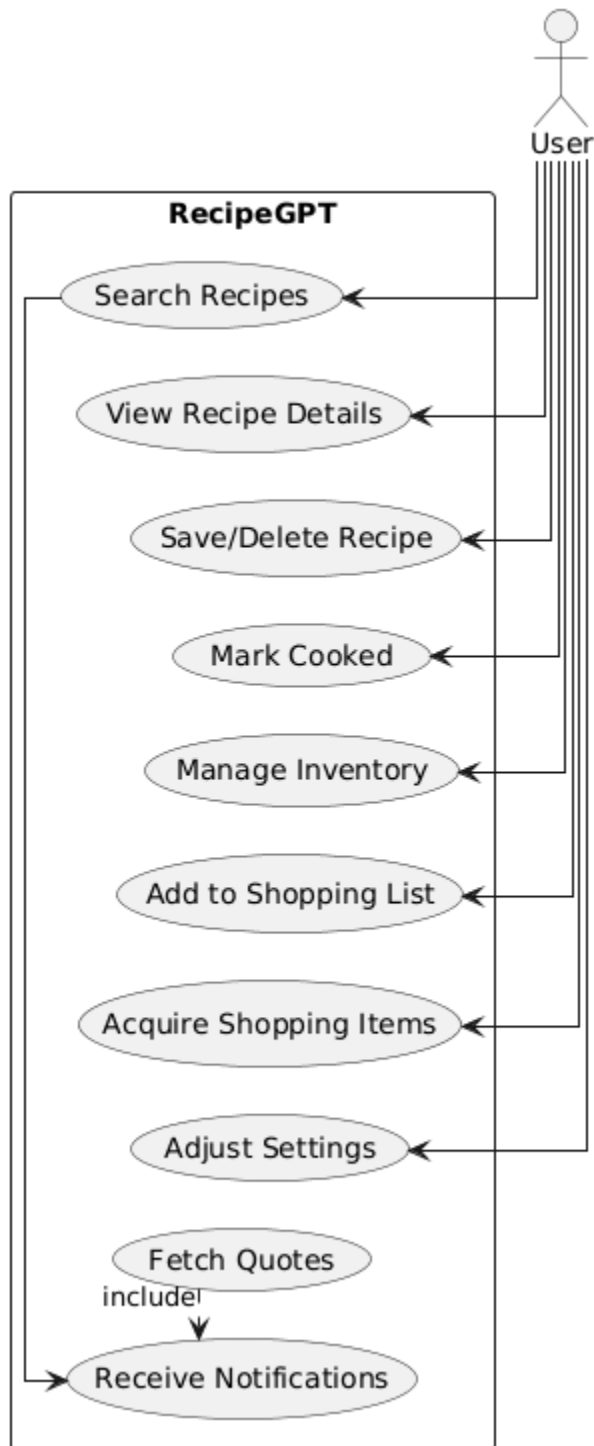 User
RecipeGPT
Search Recipes
View Recipe Details
Save/Delete Recipe
Mark Cooked
Manage Inventory
Add to Shopping List
Acquire Shopping Items
Adjust Settings
Fetch Quotes
include
Receive Notifications